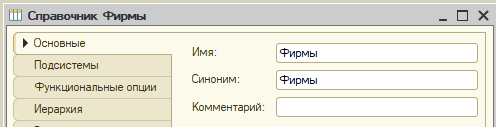 Справочник Фирмы
Основные
Подсистемы
Функциональные опции
Иерархия
Имя: Фирмы
Синоним: Фирмы
Комментарий: